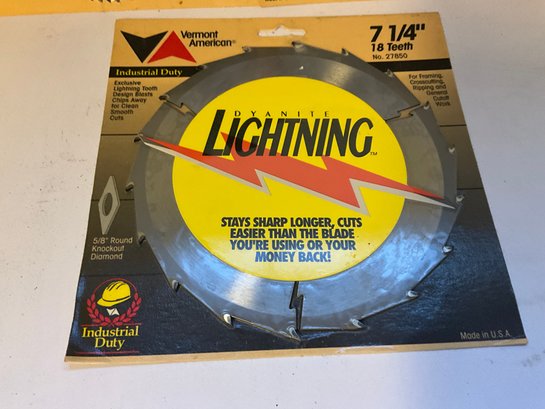 Vermont
American®
Industrial Duty
Exclusive
Lightning Tooth
Design Blasts
Chips Away
for Clean
Smooth
Cuts
7 1/4"
18 Teeth
No. 27850
For Framing,
Crosscutting,
Ripping and
General
Cutoff
Work
DYANITE
LIGHTNING™
STAYS SHARP LONGER, CUTS
EASIER THAN THE BLADE
YOU'RE USING OR YOUR
MONEY BACK!
5/8" Round
Knockout
Diamond
Industrial
Duty
Made in U.S.A.